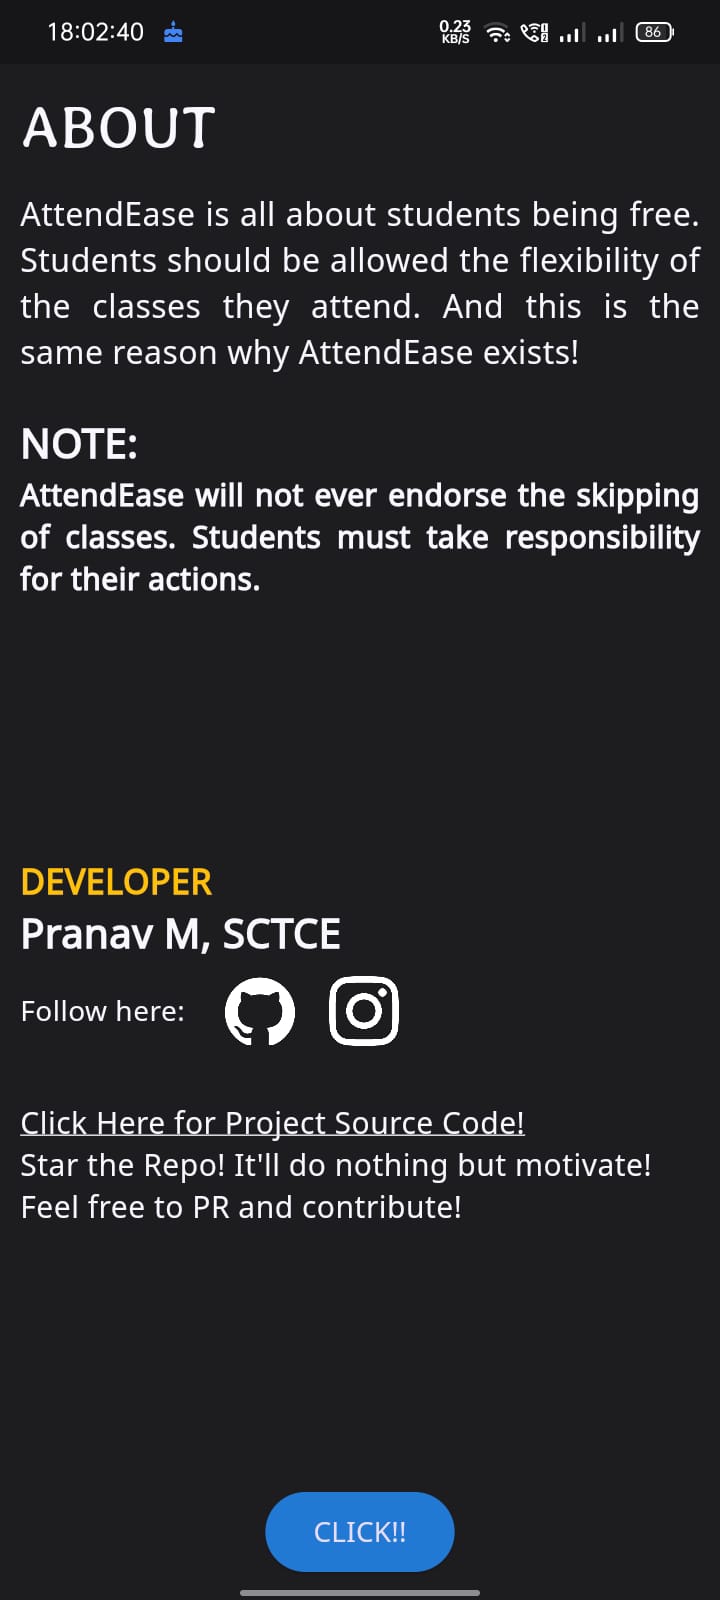 18:02:40
0.23
KB/S
1
2
86
ABOUT
AttendEase is all about students being free.
Students should be allowed the flexibility of
the classes they attend. And this is the
same reason why AttendEase exists!
NOTE:
AttendEase will not ever endorse the skipping
of classes. Students must take responsibility
for their actions.
DEVELOPER
Pranav M, SCTCE
Follow here:
Click Here for Project Source Code!
Star the Repo! It'll do nothing but motivate!
Feel free to PR and contribute!
CLICK!!